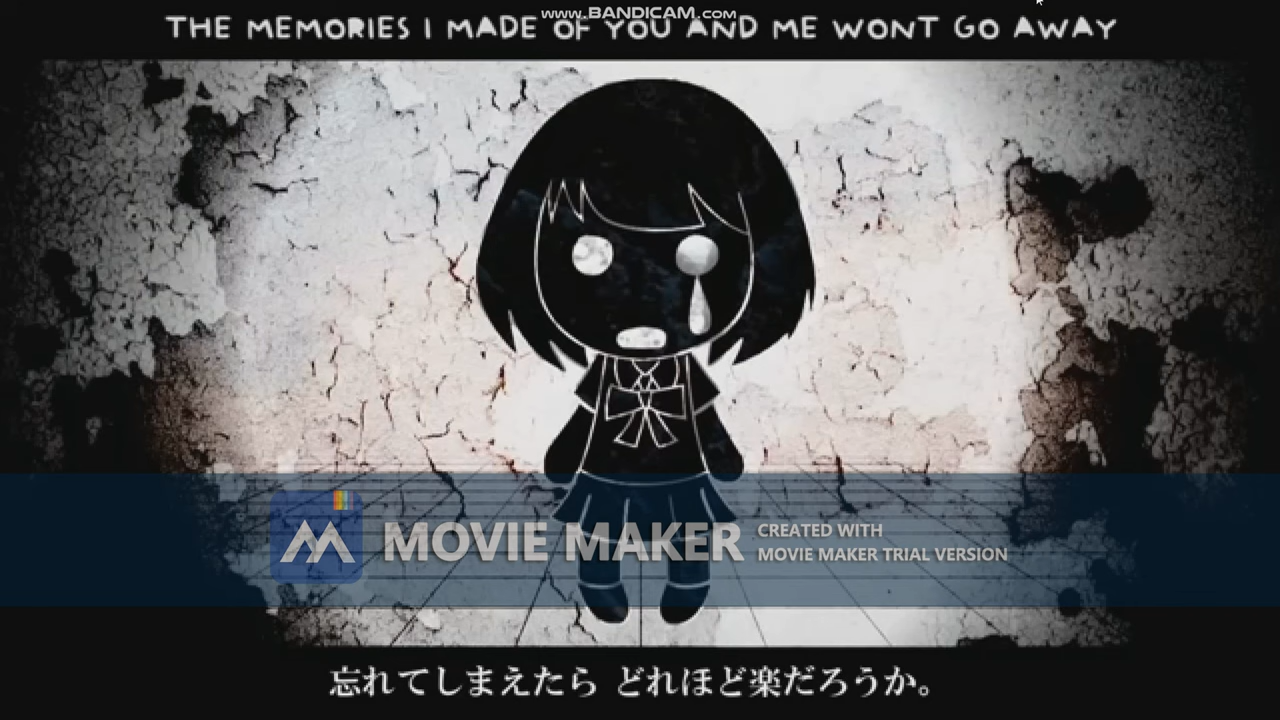 www.BANDICAM.com
THE MEMORIES I MADE OF YOU AND ME WONT GO AWAY
MOVIE MAKER
CREATED WITH
MOVIE MAKER TRIAL VERSION
忘れてしまえたら どれほど楽だろうか。